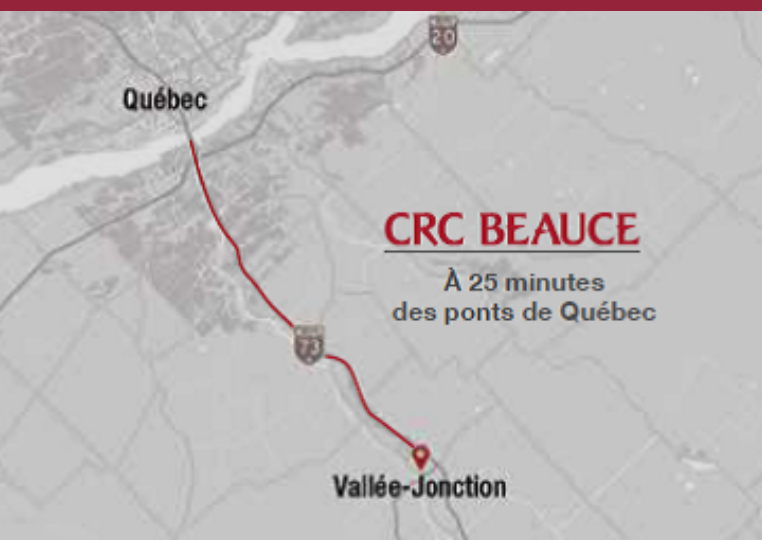 20
Québec
CRC BEAUCE
À 25 minutes
des ponts de Québec
73
Vallée-Jonction